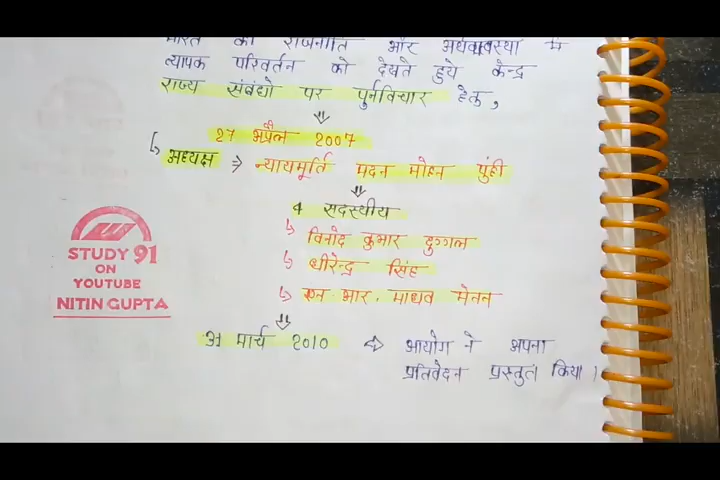 भारत की राजनीति और अर्थव्यवस्था में
व्यापक परिवर्तन को देखते हुये केन्द्र
राज्य संबंधो पर पुर्नविचार हेतु,
27 अप्रैल 2007
अध्यक्ष ⇒ न्यायमूर्ति मदन मोहन पुंछी
4 सदस्यीय
विनोद कुमार दुग्गल
धीरेन्द्र सिंह
एन. आर. माधव मेनन
31 मार्च 2010 ⇒ आयोग ने अपना
प्रतिवेदन प्रस्तुत किया।
STUDY 91
ON
YOUTUBE
NITIN GUPTA